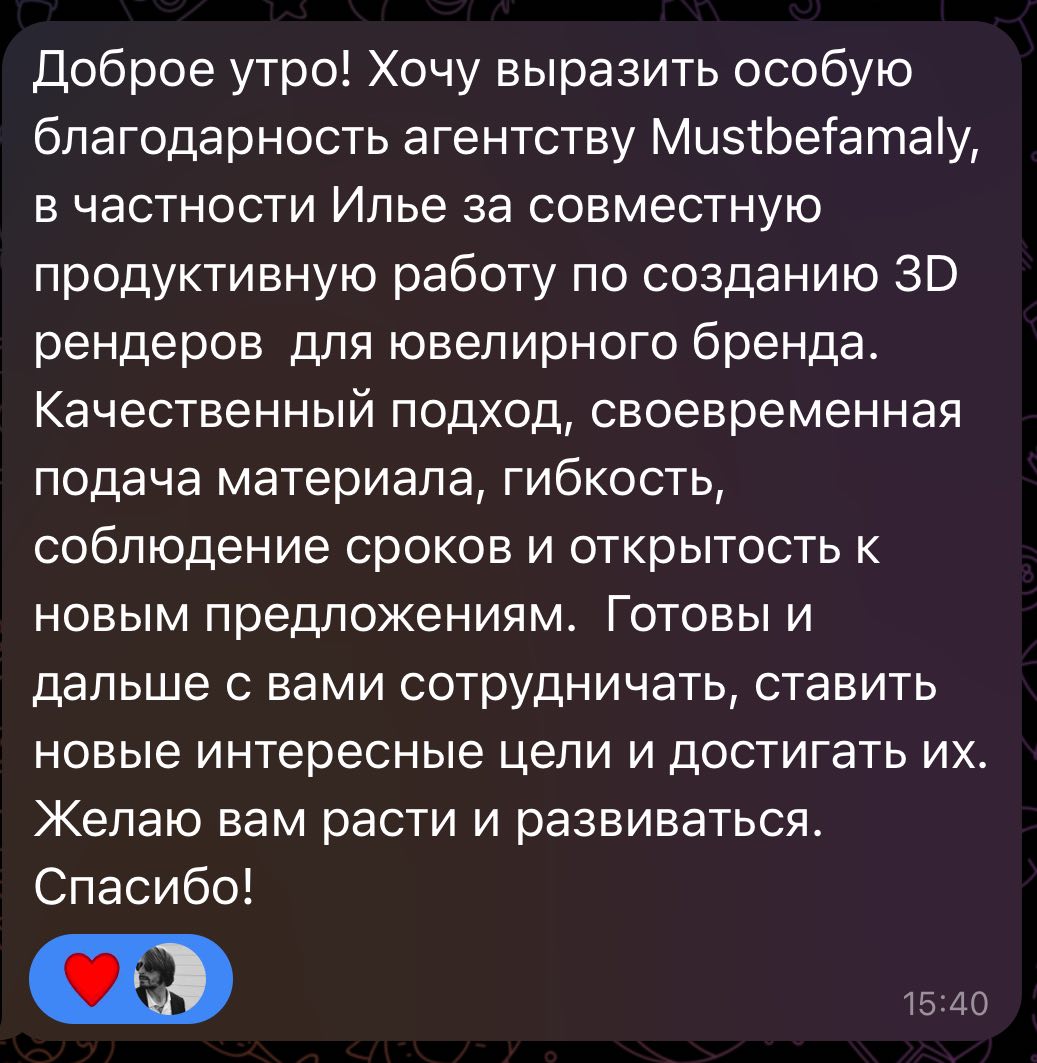 Доброе утро! Хочу выразить особую
благодарность агентству Mustbefamaly,
в частности Илье за совместную
продуктивную работу по созданию 3D
рендеров  для ювелирного бренда.
Качественный подход, своевременная
подача материала, гибкость,
соблюдение сроков и открытость к
новым предложениям.  Готовы и
дальше с вами сотрудничать, ставить
новые интересные цели и достигать их.
Желаю вам расти и развиваться.
Спасибо!
15:40